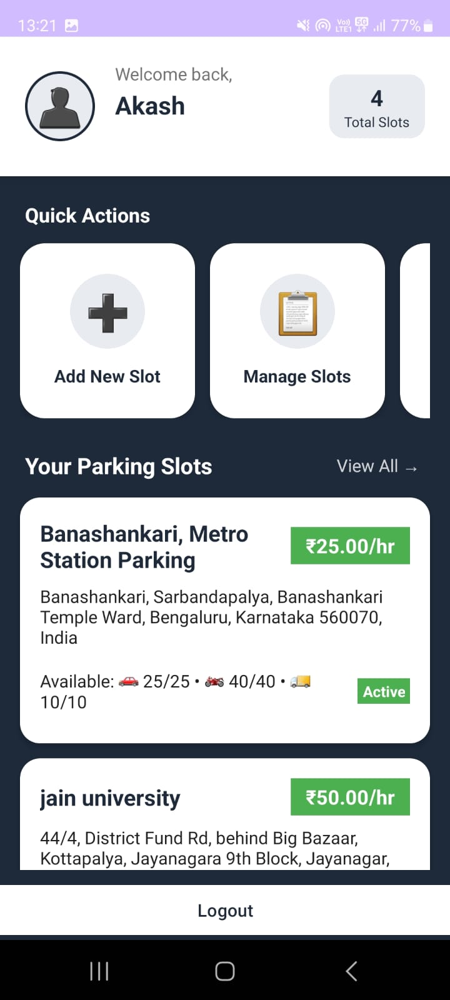 13:21 Vo) LTE1 5G 77%
Welcome back,
Akash
4
Total Slots
Quick Actions
Add New Slot
Manage Slots
Your Parking Slots
View All →
Banashankari, Metro
Station Parking
₹25.00/hr
Banashankari, Sarbandapalya, Banashankari
Temple Ward, Bengaluru, Karnataka 560070,
India
Available: 🚗 25/25 • 🏍️ 40/40 • 🚚
10/10
Active
jain university
₹50.00/hr
44/4, District Fund Rd, behind Big Bazaar,
Kottapalya, Jayanagara 9th Block, Jayanagar,
Logout